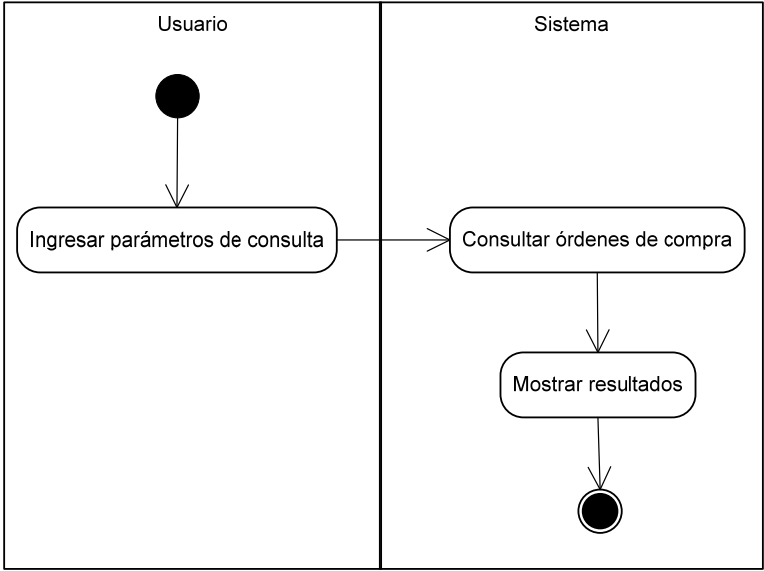 Usuario
Sistema
Ingresar parámetros de consulta
Consultar órdenes de compra
Mostrar resultados